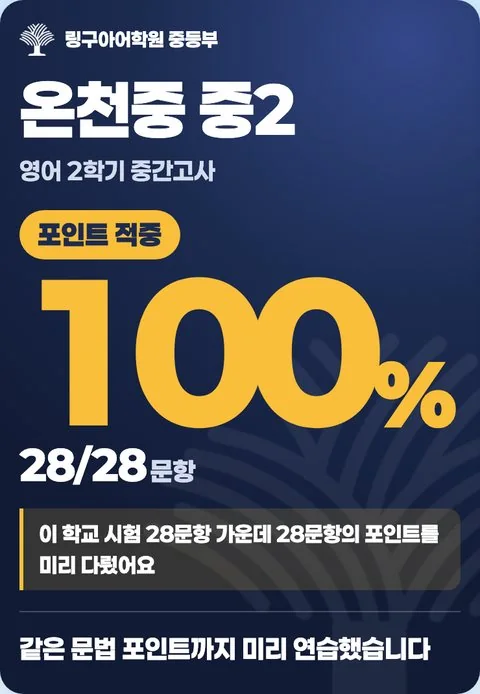 링구아어학원 중등부
온천중 중2
영어 2학기 중간고사
포인트 적중
100%
28/28문항
이 학교 시험 28문항 가운데 28문항의 포인트를
미리 다뤘어요
같은 문법 포인트까지 미리 연습했습니다